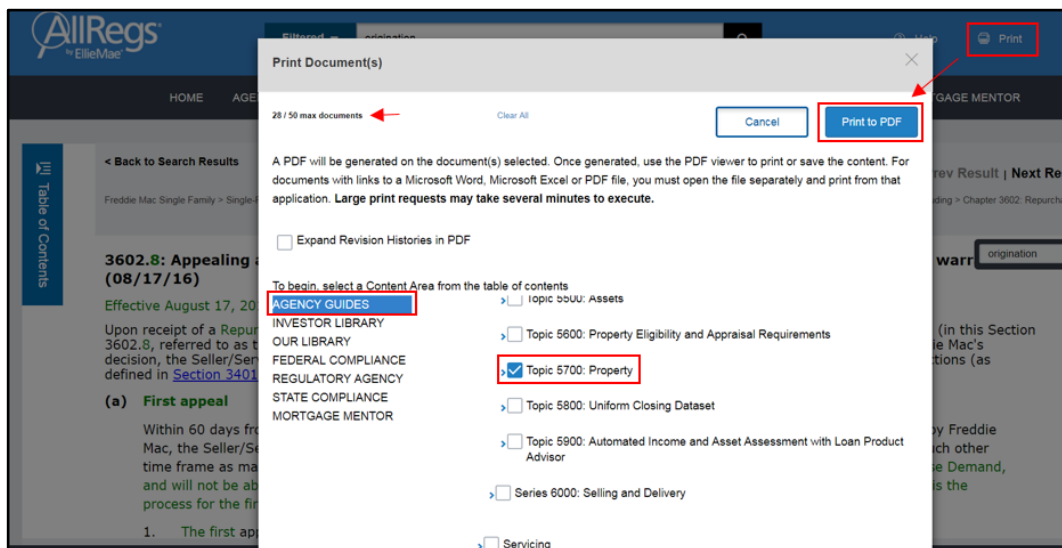 AllRegs®
by EllieMae®
Filtered
origination
Help
Print
HOME
AGE
TGAGE MENTOR
Print Document(s)
28 / 50 max documents
Clear All
Cancel
Print to PDF
A PDF will be generated on the document(s) selected. Once generated, use the PDF viewer to print or save the content. For
documents with links to a Microsoft Word, Microsoft Excel or PDF file, you must open the file separately and print from that
application. Large print requests may take several minutes to execute.
Expand Revision Histories in PDF
To begin, select a Content Area from the table of contents
AGENCY GUIDES
INVESTOR LIBRARY
OUR LIBRARY
FEDERAL COMPLIANCE
REGULATORY AGENCY
STATE COMPLIANCE
MORTGAGE MENTOR
Topic 5500: Assets
Topic 5600: Property Eligibility and Appraisal Requirements
Topic 5700: Property
Topic 5800: Uniform Closing Dataset
Topic 5900: Automated Income and Asset Assessment with Loan Product
Advisor
Series 6000: Selling and Delivery
Servicing
Table of Contents
< Back to Search Results
rev Result | Next Re
Freddie Mac Single Family > Single-F
ding > Chapter 3602: Repurcha
origination
3602.8: Appealing a
warr
(08/17/16)
Effective August 17, 20
Upon receipt of a Repur
(in this Section
3602.8, referred to as t
ie Mac's
decision, the Seller/Ser
ctions (as
defined in Section 3401
(a) First appeal
Within 60 days fro
by Freddie
Mac, the Seller/Se
uch other
time frame as ma
se Demand,
and will not be ab
is the
process for the fir
1. The first app